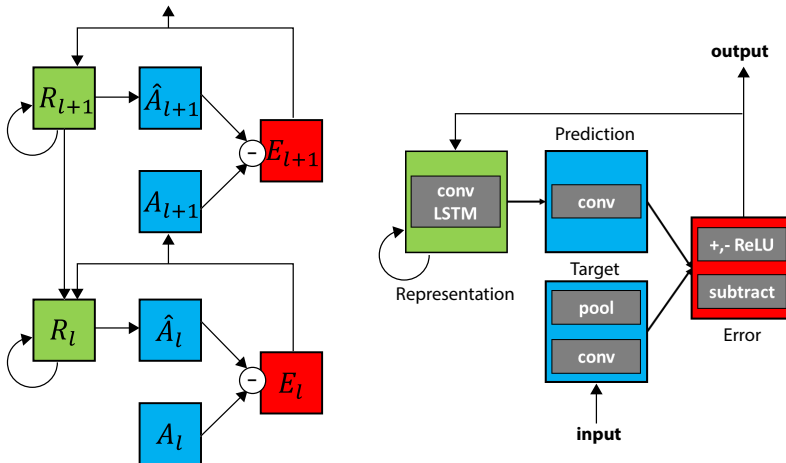 R_{l+1}
Â_{l+1}
-
E_{l+1}
A_{l+1}
R_l
Â_l
-
E_l
A_l
output
Prediction
conv
LSTM
conv
+,- ReLU
subtract
Representation
Target
pool
conv
Error
input